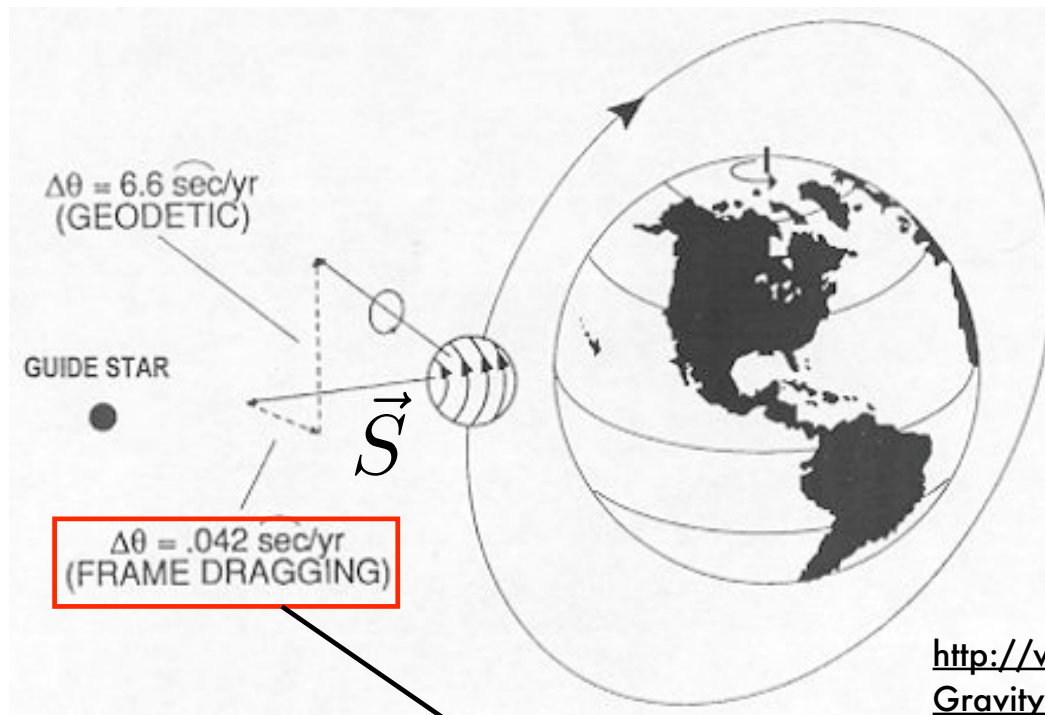 Δθ = 6.6 sec/yr
(GEODETIC)
GUIDE STAR
S
Δθ = .042 sec/yr
(FRAME DRAGGING)
http://
Gravity